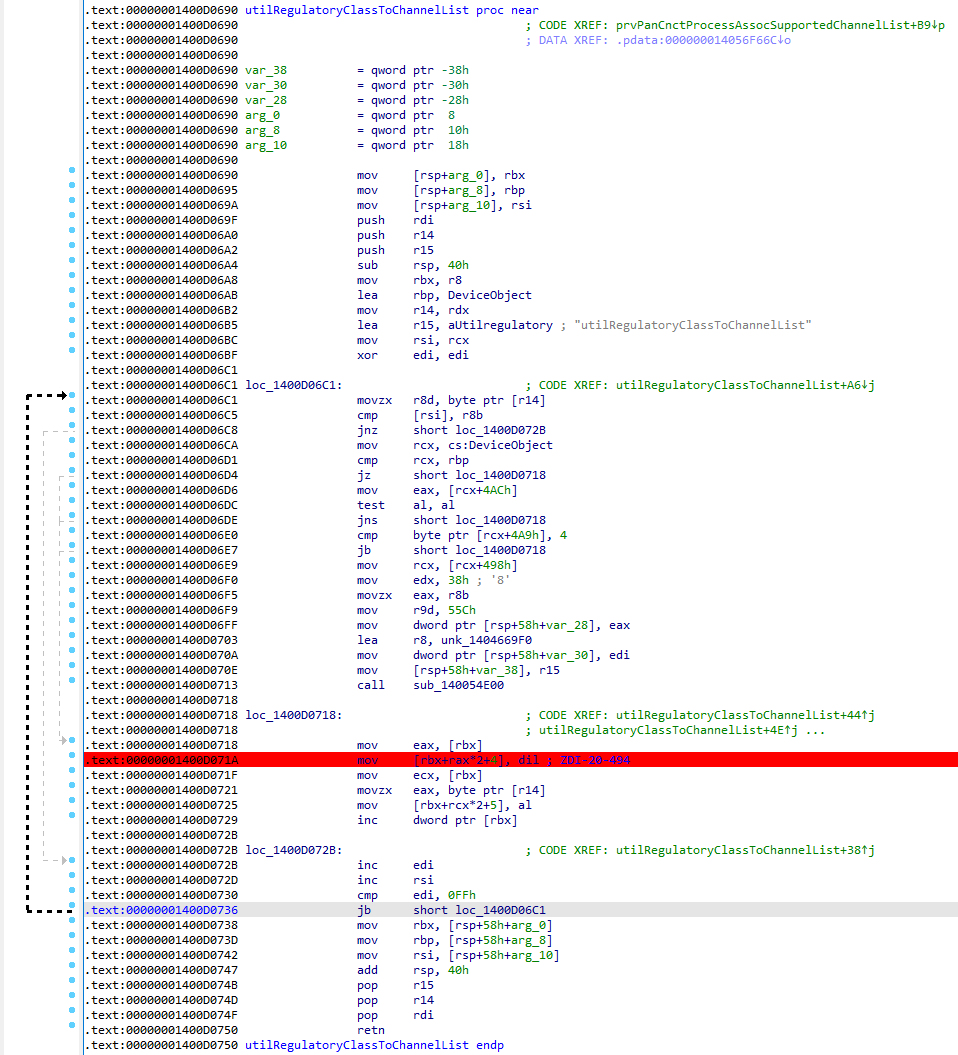 .text:00000001400D0690 utilRegulatoryClassToChannelList proc near
.text:00000001400D0690 ; CODE XREF: prvPanCnctProcessAssocSupportedChannelList+B9↓p
.text:00000001400D0690 ; DATA XREF: .pdata:000000014056F66C↓o
.text:00000001400D0690
.text:00000001400D0690 var_38 = qword ptr -38h
.text:00000001400D0690 var_30 = qword ptr -30h
.text:00000001400D0690 var_28 = qword ptr -28h
.text:00000001400D0690 arg_0 = qword ptr 8
.text:00000001400D0690 arg_8 = qword ptr 10h
.text:00000001400D0690 arg_10 = qword ptr 18h
.text:00000001400D0690
.text:00000001400D0690 mov [rsp+arg_0], rbx
.text:00000001400D0695 mov [rsp+arg_8], rbp
.text:00000001400D069A mov [rsp+arg_10], rsi
.text:00000001400D069F push rdi
.text:00000001400D06A0 push r14
.text:00000001400D06A2 push r15
.text:00000001400D06A4 sub rsp, 40h
.text:00000001400D06A8 mov rbx, r8
.text:00000001400D06AB lea rbp, DeviceObject
.text:00000001400D06B2 mov r14, rdx
.text:00000001400D06B5 lea r15, aUtilregulatory ; "utilRegulatoryClassToChannelList"
.text:00000001400D06BC mov rsi, rcx
.text:00000001400D06BF xor edi, edi
.text:00000001400D06C1
.text:00000001400D06C1 loc_1400D06C1: ; CODE XREF: utilRegulatoryClassToChannelList+A6↓j
.text:00000001400D06C1 movzx r8d, byte ptr [r14]
.text:00000001400D06C5 cmp [rsi], r8b
.text:00000001400D06C8 jnz short loc_1400D072B
.text:00000001400D06CA mov rcx, cs:DeviceObject
.text:00000001400D06D1 cmp rcx, rbp
.text:00000001400D06D4 jz short loc_1400D0718
.text:00000001400D06D6 mov eax, [rcx+4ACh]
.text:00000001400D06DC test al, al
.text:00000001400D06DE jns short loc_1400D0718
.text:00000001400D06E0 cmp byte ptr [rcx+4A9h], 4
.text:00000001400D06E7 jb short loc_1400D0718
.text:00000001400D06E9 mov rcx, [rcx+498h]
.text:00000001400D06F0 mov edx, 38h ; '8'
.text:00000001400D06F5 movzx eax, r8b
.text:00000001400D06F9 mov r9d, 55Ch
.text:00000001400D06FF mov dword ptr [rsp+58h+var_28], eax
.text:00000001400D0703 lea r8, unk_1404669F0
.text:00000001400D070A mov dword ptr [rsp+58h+var_30], edi
.text:00000001400D070E mov [rsp+58h+var_38], r15
.text:00000001400D0713 call sub_140054E00
.text:00000001400D0718
.text:00000001400D0718 loc_1400D0718: ; CODE XREF: utilRegulatoryClassToChannelList+44↑j
.text:00000001400D0718 ; utilRegulatoryClassToChannelList+4E↑j ...
.text:00000001400D0718 mov eax, [rbx]
.text:00000001400D071A mov [rbx+rax*2+4], dil ; ZDI-20-494
.text:00000001400D071F mov ecx, [rbx]
.text:00000001400D0721 movzx eax, byte ptr [r14]
.text:00000001400D0725 mov [rbx+rcx*2+5], al
.text:00000001400D0729 inc dword ptr [rbx]
.text:00000001400D072B
.text:00000001400D072B loc_1400D072B: ; CODE XREF: utilRegulatoryClassToChannelList+38↑j
.text:00000001400D072B inc edi
.text:00000001400D072D inc rsi
.text:00000001400D0730 cmp edi, 0FFh
.text:00000001400D0736 jb short loc_1400D06C1
.text:00000001400D0738 mov rbx, [rsp+58h+arg_0]
.text:00000001400D073D mov rbp, [rsp+58h+arg_8]
.text:00000001400D0742 mov rsi, [rsp+58h+arg_10]
.text:00000001400D0747 add rsp, 40h
.text:00000001400D074B pop r15
.text:00000001400D074D pop r14
.text:00000001400D074F pop rdi
.text:00000001400D0750 retn
.text:00000001400D0750 utilRegulatoryClassToChannelList endp